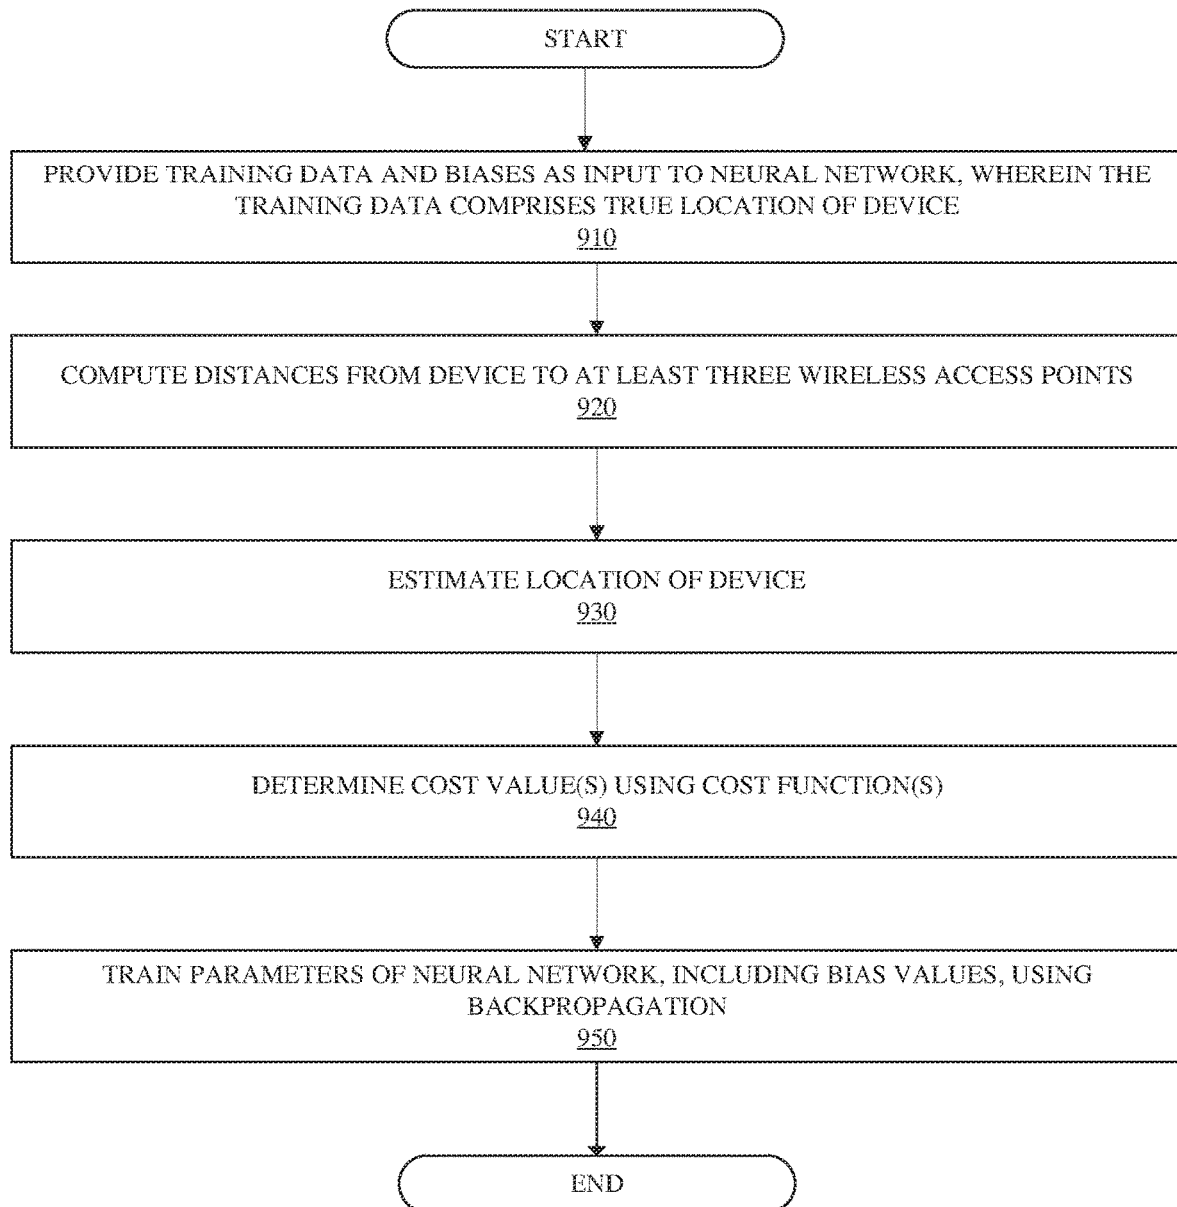 START
PROVIDE TRAINING DATA AND BIASES AS INPUT TO NEURAL NETWORK, WHEREIN THE
TRAINING DATA COMPRISES TRUE LOCATION OF DEVICE
910
COMPUTE DISTANCES FROM DEVICE TO AT LEAST THREE WIRELESS ACCESS POINTS
920
ESTIMATE LOCATION OF DEVICE
930
DETERMINE COST VALUE(S) USING COST FUNCTION(S)
940
TRAIN PARAMETERS OF NEURAL NETWORK, INCLUDING BIAS VALUES, USING
BACKPROPAGATION
950
END